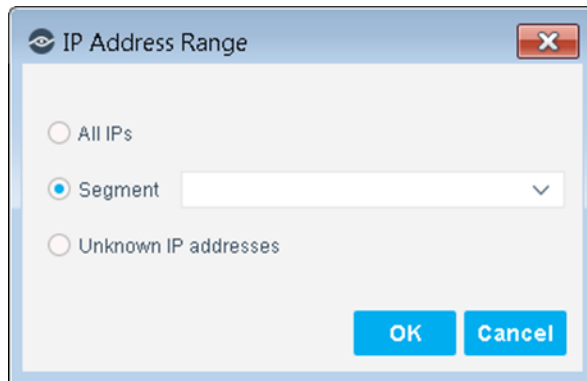 IP Address Range
All IPs
Segment
Unknown IP addresses
OK Cancel